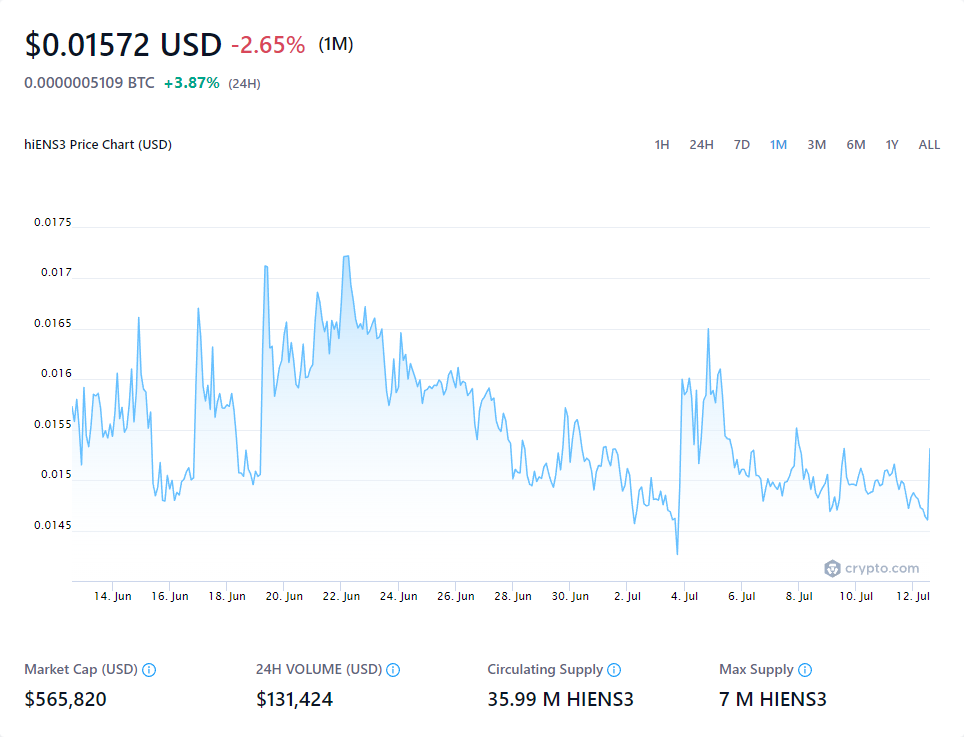 $0.01572 USD -2.65% (1M)
0.0000005109 BTC +3.87% (24H)
hiENS3 Price Chart (USD) 1H 24H 7D 1M 3M 6M 1Y ALL
0.0175
0.017
0.0165
0.016
0.0155
0.015
0.0145
crypto.com
14. Jun 16. Jun 18. Jun 20. Jun 22. Jun 24. Jun 26. Jun 28. Jun 30. Jun 2. Jul 4. Jul 6. Jul 8. Jul 10. Jul 12. Jul
Market Cap (USD) 24H VOLUME (USD) Circulating Supply Max Supply
$565,820 $131,424 35.99 M HIENS3 7 M HIENS3